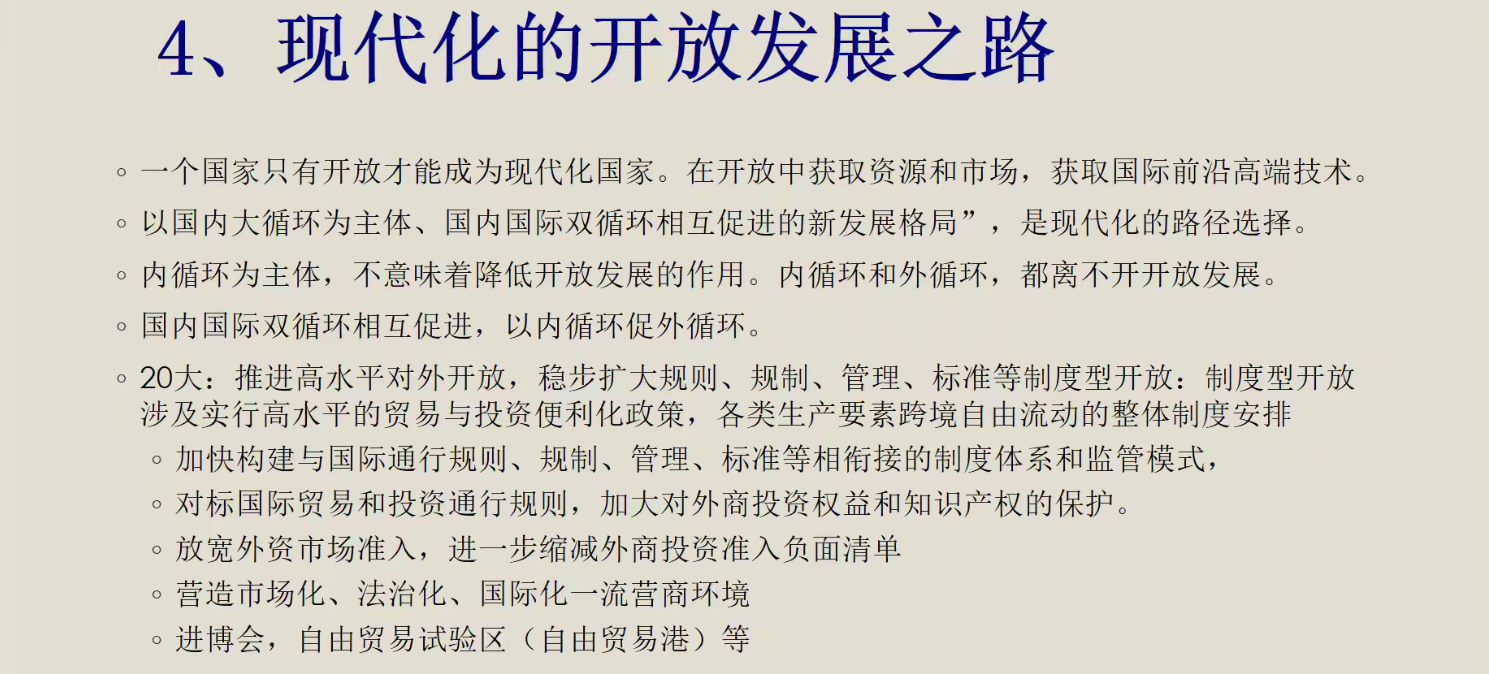 4、现代化的开放发展之路
◦ 一个国家只有开放才能成为现代化国家。在开放中获取资源和市场，获取国际前沿高端技术。
◦ 以国内大循环为主体、国内国际双循环相互促进的新发展格局”，是现代化的路径选择。
◦ 内循环为主体，不意味着降低开放发展的作用。内循环和外循环，都离不开开放发展。
◦ 国内国际双循环相互促进，以内循环促外循环。
◦ 20大：推进高水平对外开放，稳步扩大规则、规制、管理、标准等制度型开放：制度型开放
涉及实行高水平的贸易与投资便利化政策，各类生产要素跨境自由流动的整体制度安排
◦ 加快构建与国际通行规则、规制、管理、标准等相衔接的制度体系和监管模式，
◦ 对标国际贸易和投资通行规则，加大对外商投资权益和知识产权的保护。
◦ 放宽外资市场准入，进一步缩减外商投资准入负面清单
◦ 营造市场化、法治化、国际化一流营商环境
◦ 进博会，自由贸易试验区（自由贸易港）等